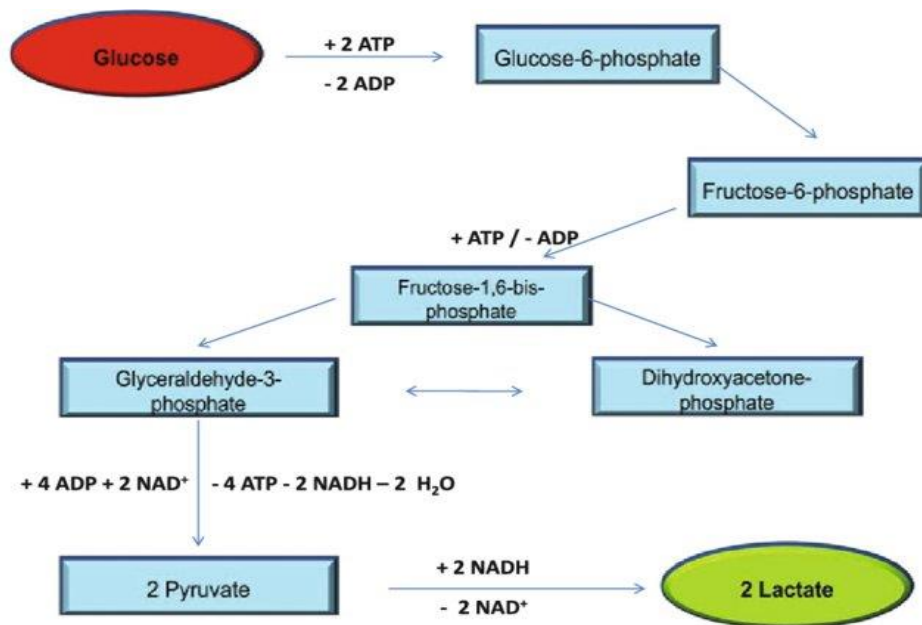 Glucose
+ 2 ATP
- 2 ADP
Glucose-6-phosphate
Fructose-6-phosphate
+ ATP / - ADP
Fructose-1,6-bis-
phosphate
Glyceraldehyde-3-
phosphate
Dihydroxyacetone-
phosphate
+ 4 ADP + 2 NAD⁺
- 4 ATP - 2 NADH – 2 H₂O
2 Pyruvate
+ 2 NADH
- 2 NAD⁺
2 Lactate